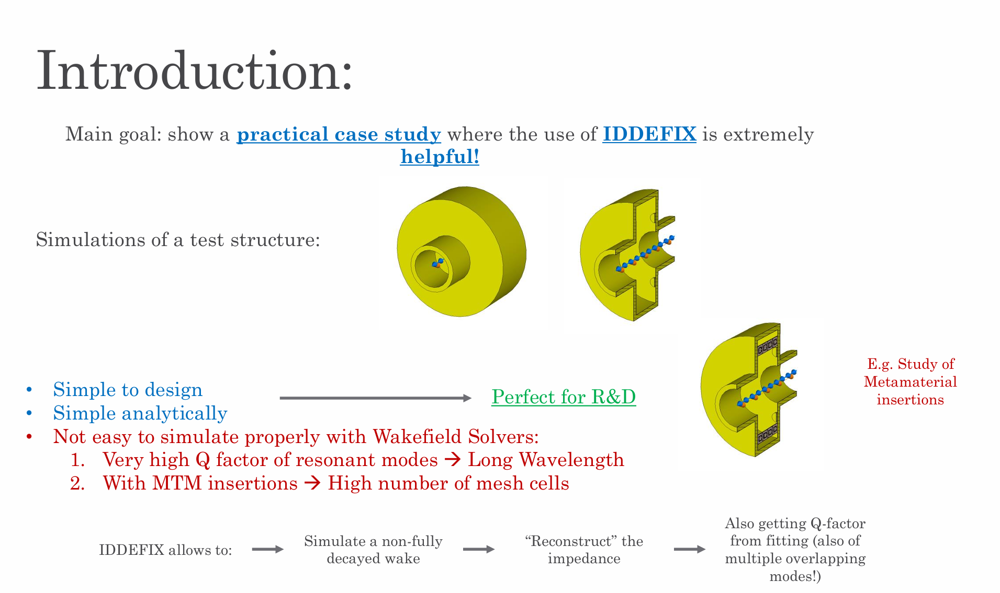 Introduction:
Main goal: show a practical case study where the use of IDDEFIX is extremely
helpful!
Simulations of a test structure:
E.g. Study of
Metamaterial
insertions
• Simple to design
• Simple analytically
Perfect for R&D
• Not easy to simulate properly with Wakefield Solvers:
1. Very high Q factor of resonant modes → Long Wavelength
2. With MTM insertions → High number of mesh cells
IDDEFIX allows to:
Simulate a non-fully
decayed wake
“Reconstruct” the
impedance
Also getting Q-factor
from fitting (also of
multiple overlapping
modes!)